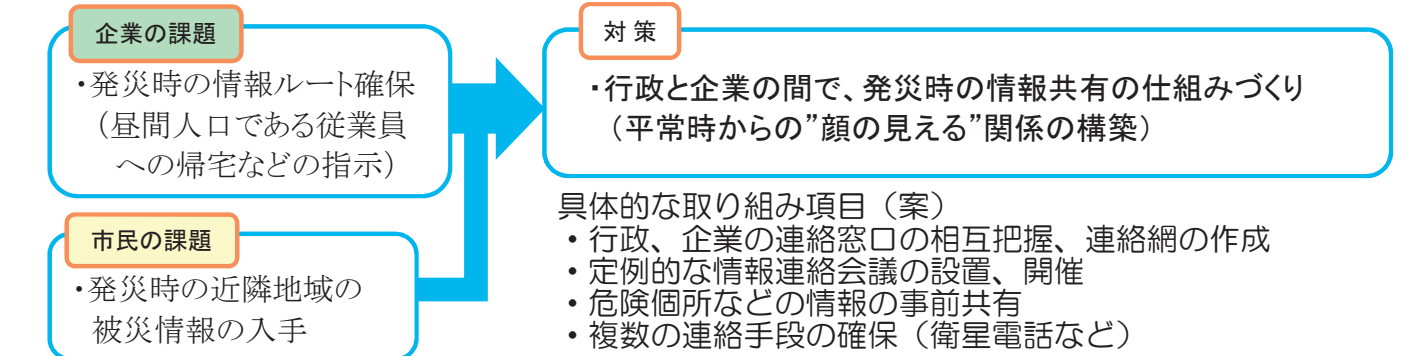 企業の課題
・発災時の情報ルート確保
（昼間人口である従業員
への帰宅などの指示）
市民の課題
・発災時の近隣地域の
被災情報の入手
対 策
・行政と企業の間で、発災時の情報共有の仕組みづくり
（平常時からの”顔の見える”関係の構築）
具体的な取り組み項目（案）
・行政、企業の連絡窓口の相互把握、連絡網の作成
・定例的な情報連絡会議の設置、開催
・危険個所などの情報の事前共有
・複数の連絡手段の確保（衛星電話など）